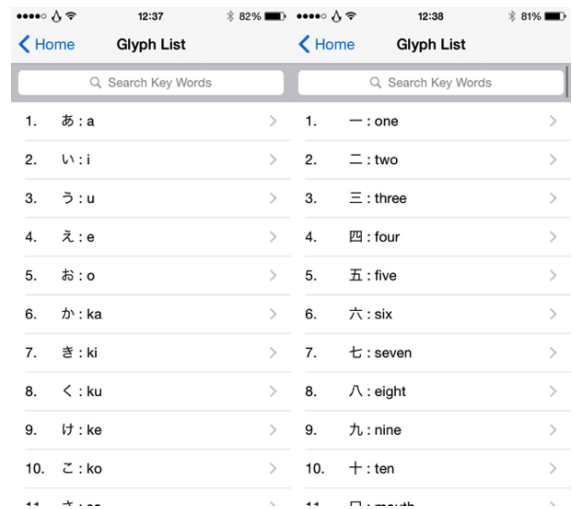 12:37
82%
Home
Glyph List
Search Key Words
1. あ : a
2. い : i
3. う : u
4. え : e
5. お : o
6. か : ka
7. き : ki
8. く : ku
9. け : ke
10. こ : ko
12:38
81%
Home
Glyph List
Search Key Words
1. 一 : one
2. 二 : two
3. 三 : three
4. 四 : four
5. 五 : five
6. 六 : six
7. 七 : seven
8. 八 : eight
9. 九 : nine
10. 十 : ten